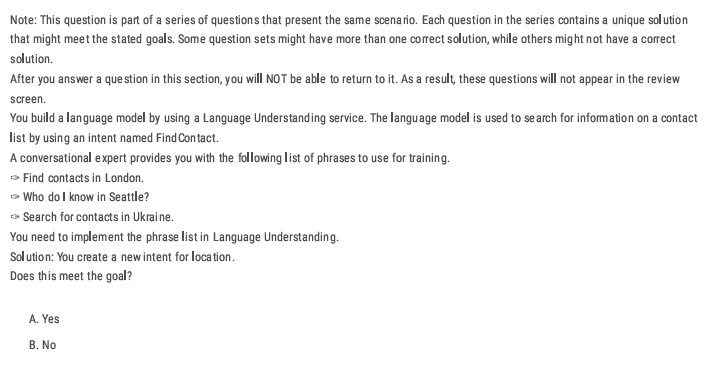 Note: This question is part of a series of questions that present the same scenario. Each question in the series contains a unique solution
that might meet the stated goals. Some question sets might have more than one correct solution, while others might not have a correct
solution.
After you answer a question in this section, you will NOT be able to return to it. As a result, these questions will not appear in the review
screen.
You build a language model by using a Language Understanding service. The language model is used to search for information on a contact
list by using an intent named FindContact.
A conversational expert provides you with the following list of phrases to use for training.
⇨ Find contacts in London.
⇨ Who do I know in Seattle?
⇨ Search for contacts in Ukraine.
You need to implement the phrase list in Language Understanding.
Solution: You create a new intent for location.
Does this meet the goal?
A. Yes
B. No